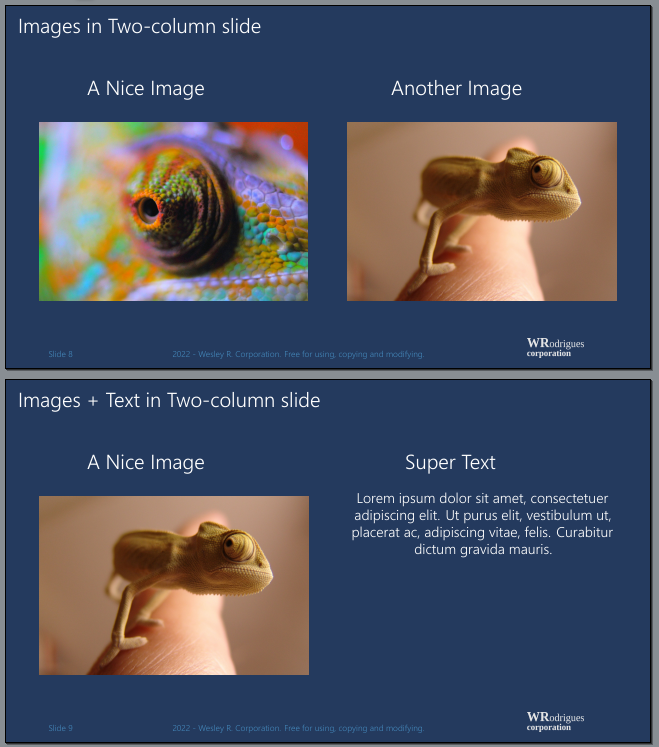 Images in Two-column slide
A Nice Image
Another Image
Slide 8
2022 - Wesley R. Corporation. Free for using, copying and modifying.
WRodrigues
corporation
Images + Text in Two-column slide
A Nice Image
Super Text
Lorem ipsum dolor sit amet, consectetuer
adipiscing elit. Ut purus elit, vestibulum ut,
placerat ac, adipiscing vitae, felis. Curabitur
dictum gravida mauris.
Slide 9
2022 - Wesley R. Corporation. Free for using, copying and modifying.
WRodrigues
corporation